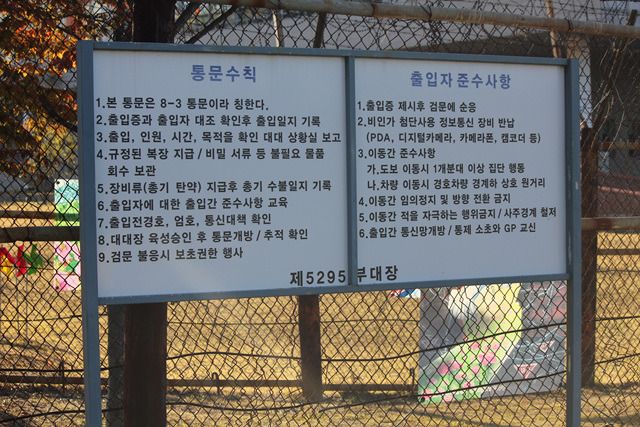 통문수칙
1.본 통문은 8-3 통문이라 칭한다.
2.출입증과 출입자 대조 확인후 출입일지 기록
3.출입, 인원, 시간, 목적을 확인 대대 상황실 보고
4.규정된 복장 지급/비밀 서류 등 불필요 물품
회수 보관
5.장비류(총기 탄약) 지급후 총기 수불일지 기록
6.출입자에 대한 출입간 준수사항 교육
7.출입전경호, 암호, 통신대책 확인
8.대대장 육성승인 후 통문개방/추적 확인
9.검문 불응시 보초권한 행사
출입자 준수사항
1.출입증 제시후 검문에 순응
2.비인가 첨단사용 정보통신 장비 반납
(PDA, 디지털카메라, 카메라폰, 캠코더 등)
3.이동간 준수사항
가.도보 이동시 1개분대 이상 집단 행동
나.차량 이동시 경호차량 경계하 상호 원거리
4.이동간 임의정지 및 방향 전환 금지
5.이동간 적을 자극하는 행위금지/사주경계 철저
6.출입간 통신망개방/통제 소초와 GP 교신
제5295부대장